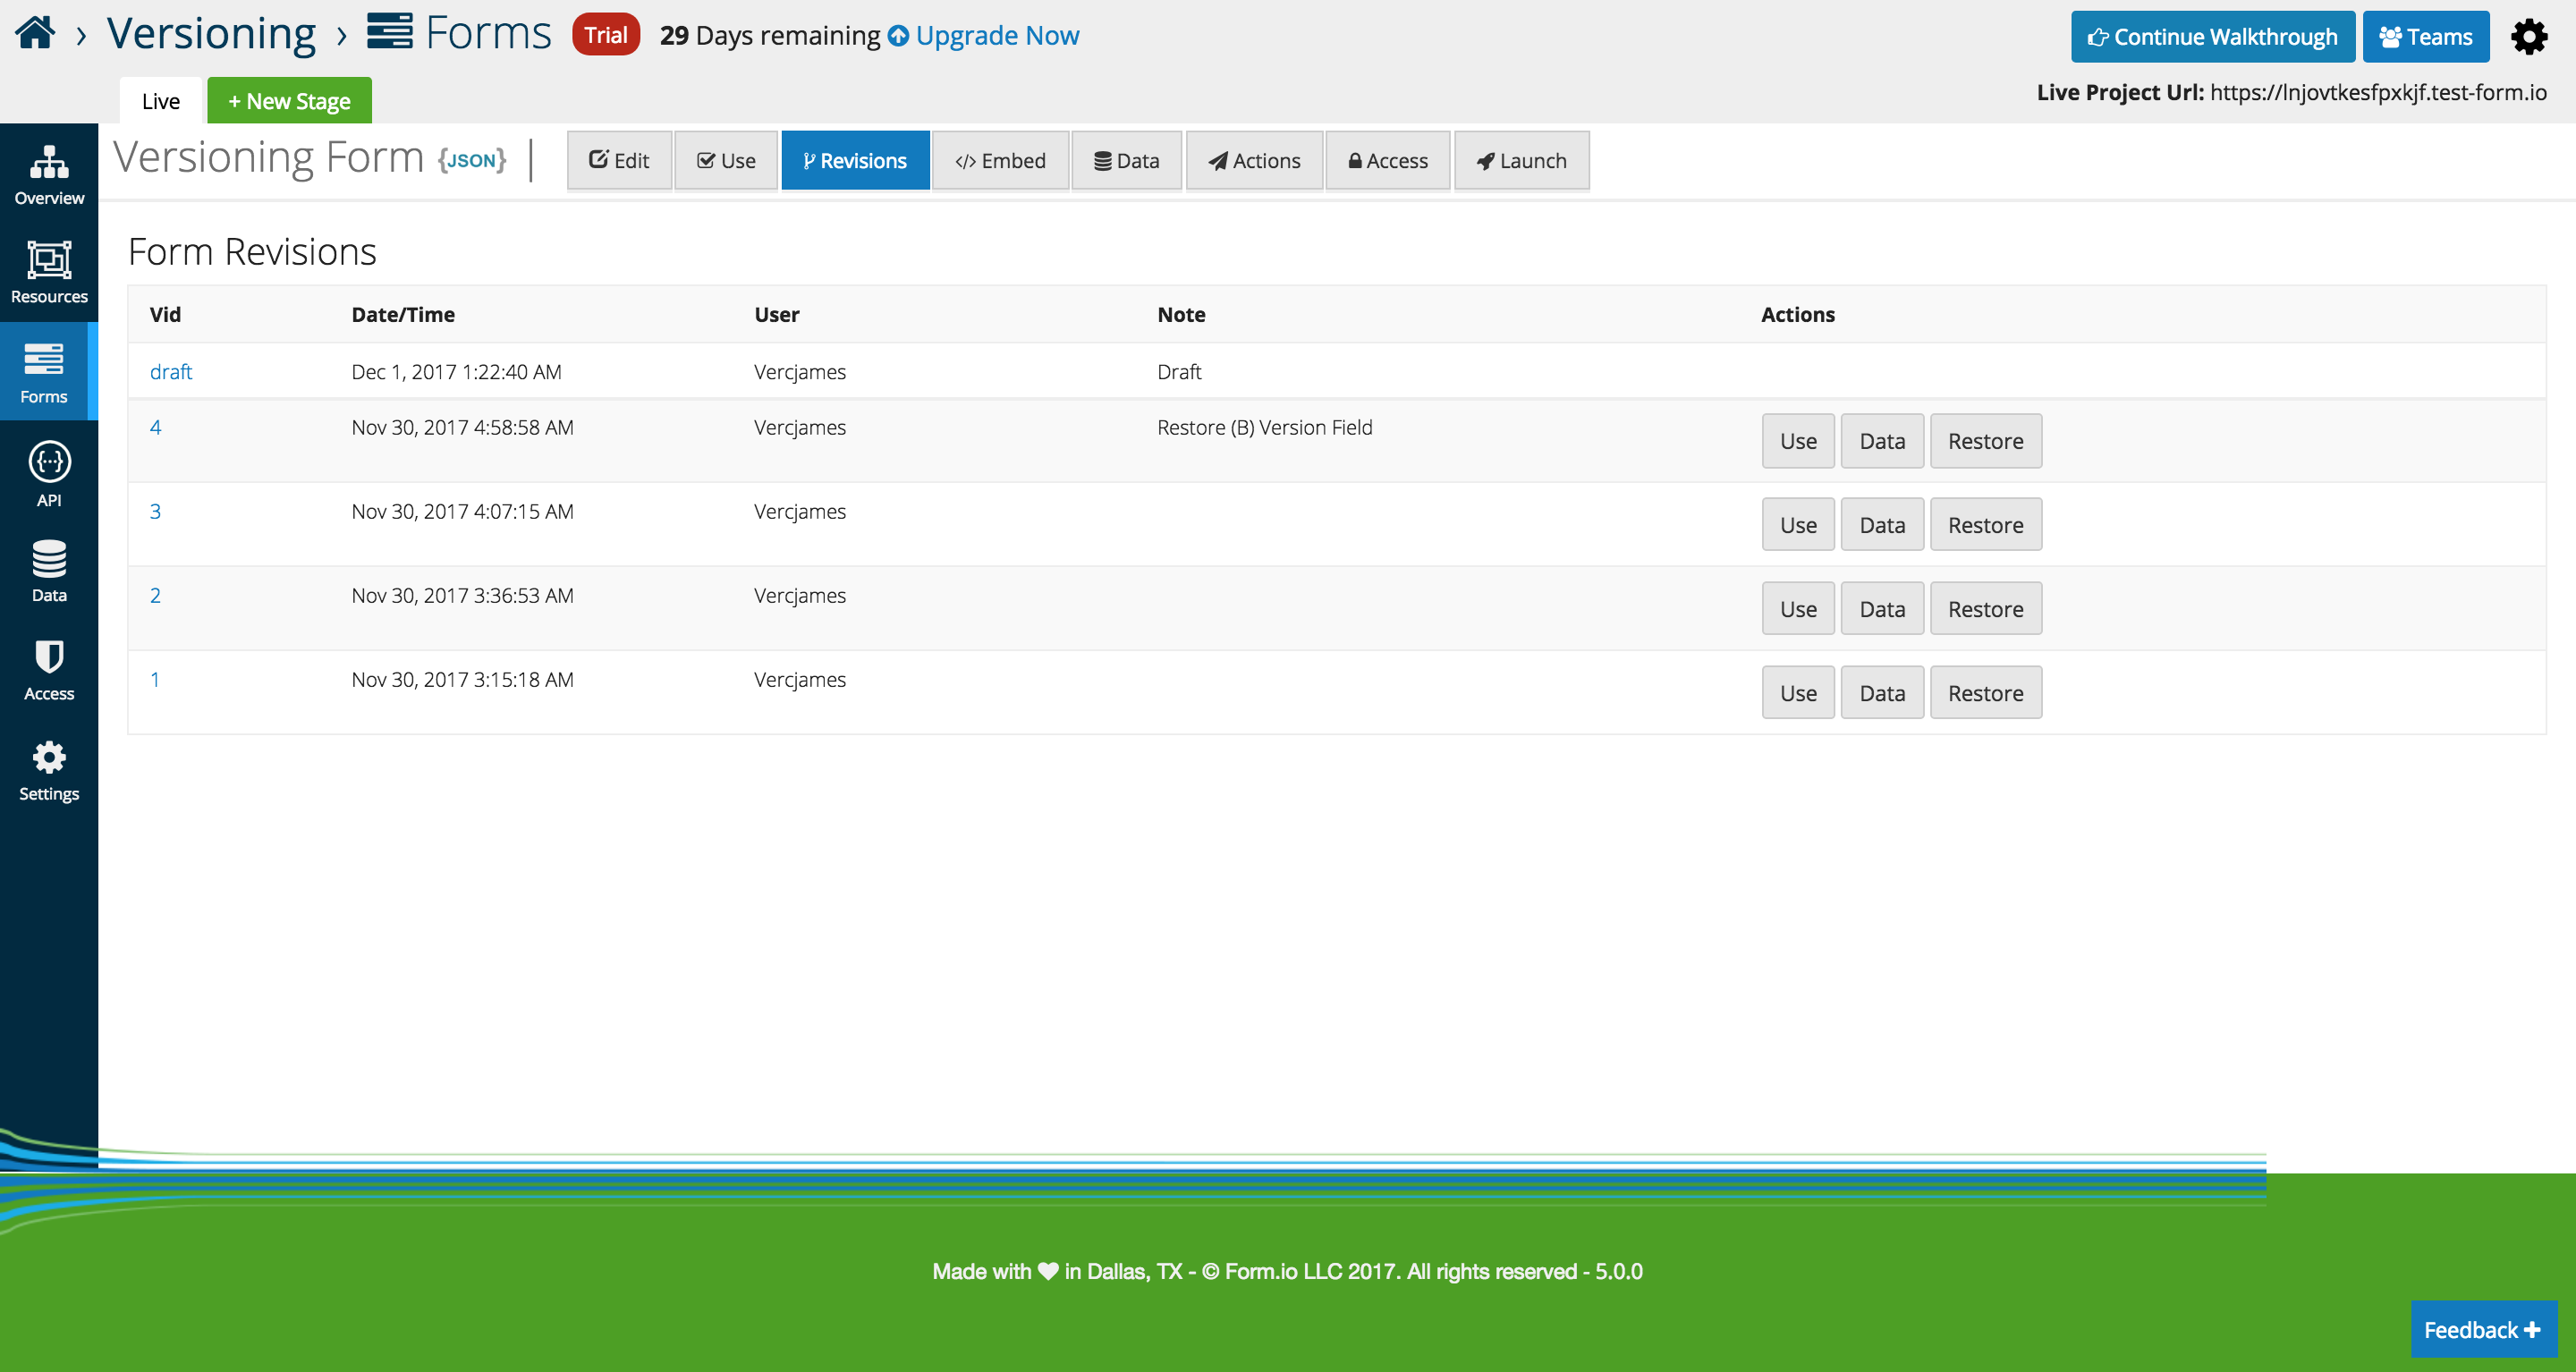 › Versioning › Forms Trial 29 Days remaining Upgrade Now
Continue Walkthrough Teams
Live + New Stage
Live Project Url: https://lnjovtkesfpxkjf.test-form.io
Versioning Form {JSON} | Edit Use Revisions </> Embed Data Actions Access Launch
Overview
Resources
Forms
API
Data
Access
Settings
Form Revisions
Vid Date/Time User Note Actions
draft Dec 1, 2017 1:22:40 AM Vercjames Draft
4 Nov 30, 2017 4:58:58 AM Vercjames Restore (B) Version Field Use Data Restore
3 Nov 30, 2017 4:07:15 AM Vercjames Use Data Restore
2 Nov 30, 2017 3:36:53 AM Vercjames Use Data Restore
1 Nov 30, 2017 3:15:18 AM Vercjames Use Data Restore
Made with ♥ in Dallas, TX - © Form.io LLC 2017. All rights reserved - 5.0.0
Feedback +